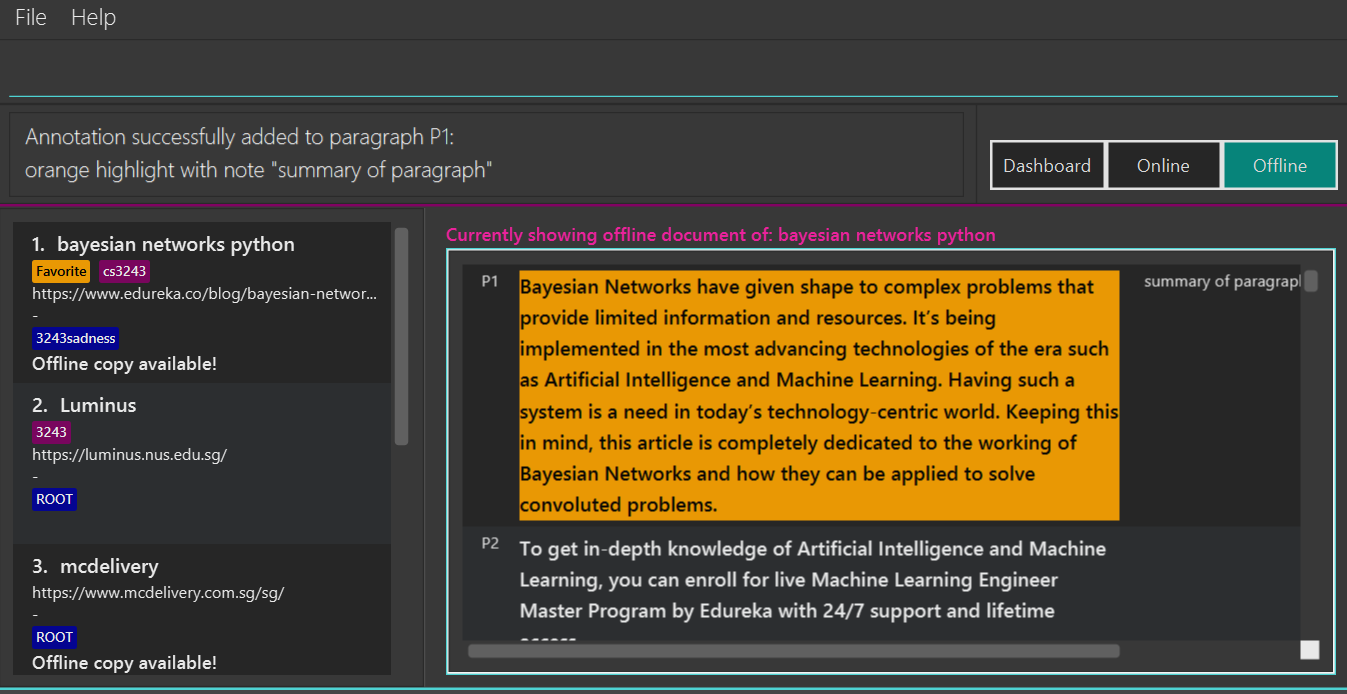 File Help
Annotation successfully added to paragraph P1:
orange highlight with note "summary of paragraph"
Dashboard Online Offline
1. bayesian networks python
Favorite cs3243
https://www.edureka.co/blog/bayesian-networ...
-
3243sadness
Offline copy available!
2. Luminus
3243
https://luminus.nus.edu.sg/
-
ROOT
3. mcdelivery
https://www.mcdelivery.com.sg/sg/
-
ROOT
Offline copy available!
Currently showing offline document of: bayesian networks python
P1
Bayesian Networks have given shape to complex problems that
provide limited information and resources. It’s being
implemented in the most advancing technologies of the era such
as Artificial Intelligence and Machine Learning. Having such a
system is a need in today’s technology-centric world. Keeping this
in mind, this article is completely dedicated to the working of
Bayesian Networks and how they can be applied to solve
convoluted problems.
summary of paragraph
P2
To get in-depth knowledge of Artificial Intelligence and Machine
Learning, you can enroll for live Machine Learning Engineer
Master Program by Edureka with 24/7 support and lifetime